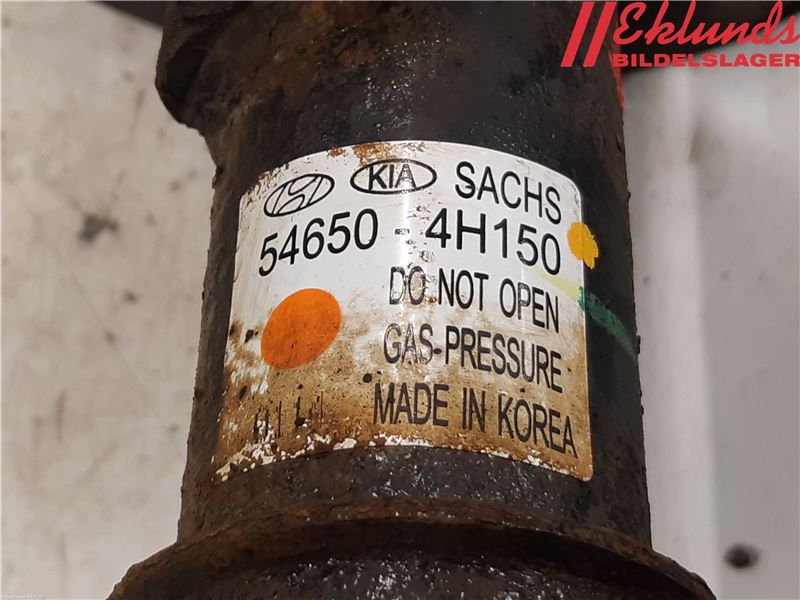 Eklunds
BILDELSLAGER
KIA SACHS
54650-4H150
DO NOT OPEN
GAS-PRESSURE
MADE IN KOREA